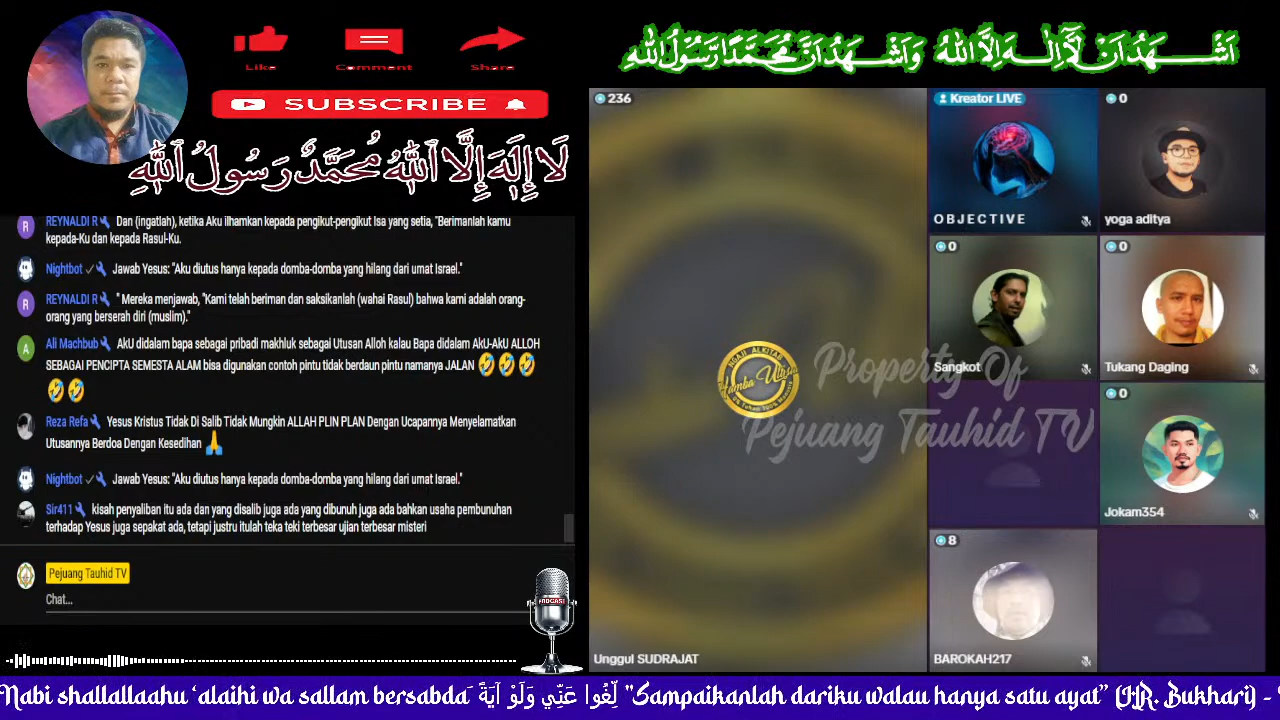 Like
Comment
Share
SUBSCRIBE
لَا إِلَهَ إِلَّا ٱللَّٰهُ مُحَمَّدٌ رَسُولُ ٱللَّٰهِ
REYNALDI R Dan (ingatlah), ketika Aku ilhamkan kepada pengikut-pengikut Isa yang setia, "Berimanlah kamu
kepada-Ku dan kepada Rasul-Ku.
Nightbot Jawab Yesus: "Aku diutus hanya kepada domba-domba yang hilang dari umat Israel."
REYNALDI R " Mereka menjawab, "Kami telah beriman dan saksikanlah (wahai Rasul) bahwa kami adalah orang-
orang yang berserah diri (muslim)."
Ali Machbub AkU didalam bapa sebagai pribadi makhluk sebagai Utusan Alloh kalau Bapa didalam AkU-AkU ALLOH
SEBAGAI PENCIPTA SEMESTA ALAM bisa digunakan contoh pintu tidak berdaun pintu namanya JALAN 🤣🤣🤣
🤣🤣
Reza Refa Yesus Kristus Tidak Di Salib Tidak Mungkin ALLAH PLIN PLAN Dengan Ucapannya Menyelamatkan
Utusannya Berdoa Dengan Kesedihan 🙏
Nightbot Jawab Yesus: "Aku diutus hanya kepada domba-domba yang hilang dari umat Israel."
Sir411 kisah penyaliban itu ada dan yang disalib juga ada yang dibunuh juga ada bahkan usaha pembunuhan
terhadap Yesus juga sepakat ada, tetapi justru itulah teka teki terbesar ujian terbesar misteri
Pejuang Tauhid TV
Chat...
PODCAST
اَشْهَدُ اَنْ لَّآ اِلٰهَ اِلَّا اللهُ وَاَشْهَدُ اَنَّ مُحَمَّدًا رَّسُوْلُ اللهِ
236
Kreator LIVE
0
OBJECTIVE
yoga aditya
0
0
Sangkot
Tukang Daging
0
Jokam354
8
Unggul SUDRAJAT
BAROKAH217
NGAJI ALKITAB
Hamba Utusan
Property Of
Pejuang Tauhid TV
Nabi shallallaahu 'alaihi wa sallam bersabda لِّغُوا عَنِّي وَلَوْ آيَةً "Sampaikanlah dariku walau hanya satu ayat" (HR. Bukhari) -